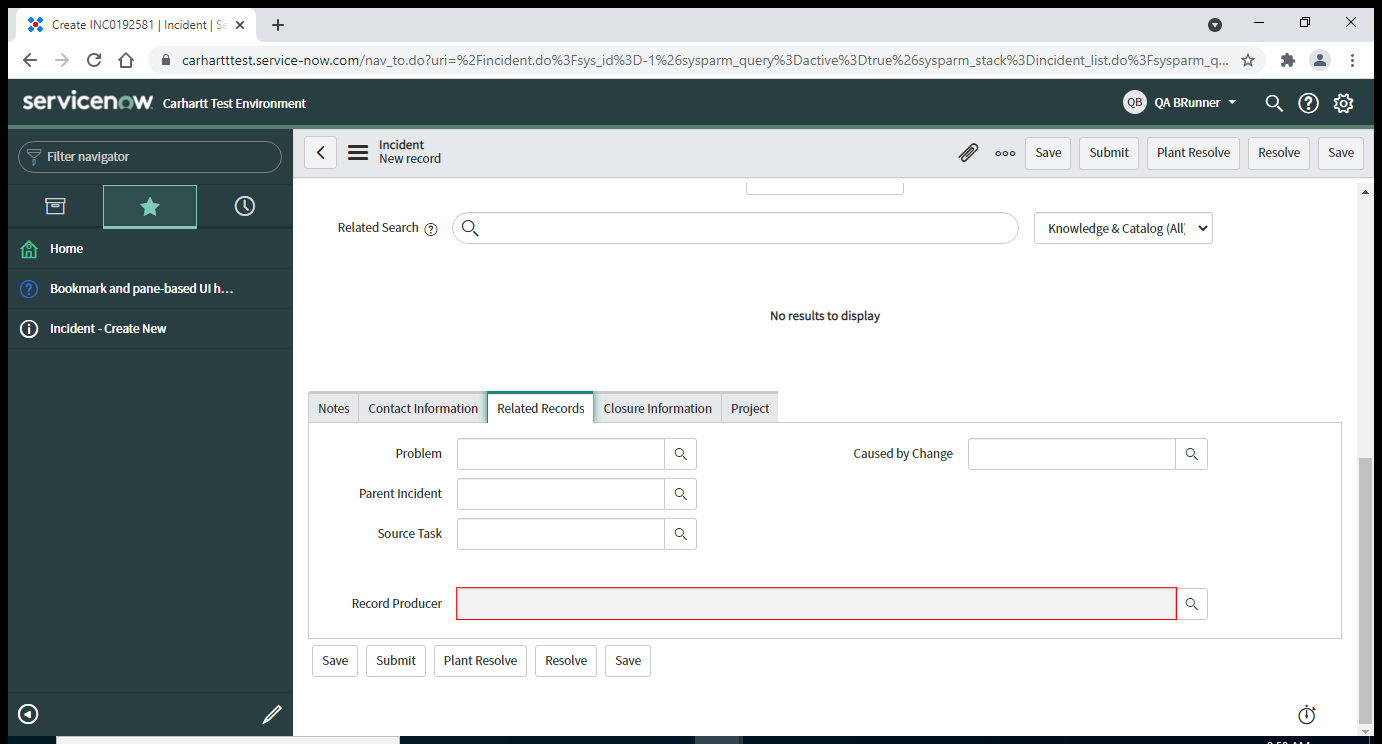 Create INC0192581 | Incident | Se
carhartttest.service-now.com/nav_to.do?uri=%2Fincident.do%3Fsys_id%3D-1%26sysparm_query%3Dactive%3Dtrue%26sysparm_stack%3Dincident_list.do%3Fsysparm_q...
servicenow. Carhartt Test Environment
QB QA BRunner
Filter navigator
Home
Bookmark and pane-based UI h...
Incident - Create New
Incident
New record
Save Submit Plant Resolve Resolve Save
Related Search
Knowledge & Catalog (All)
No results to display
Notes Contact Information Related Records Closure Information Project
Problem
Caused by Change
Parent Incident
Source Task
Record Producer
Save Submit Plant Resolve Resolve Save